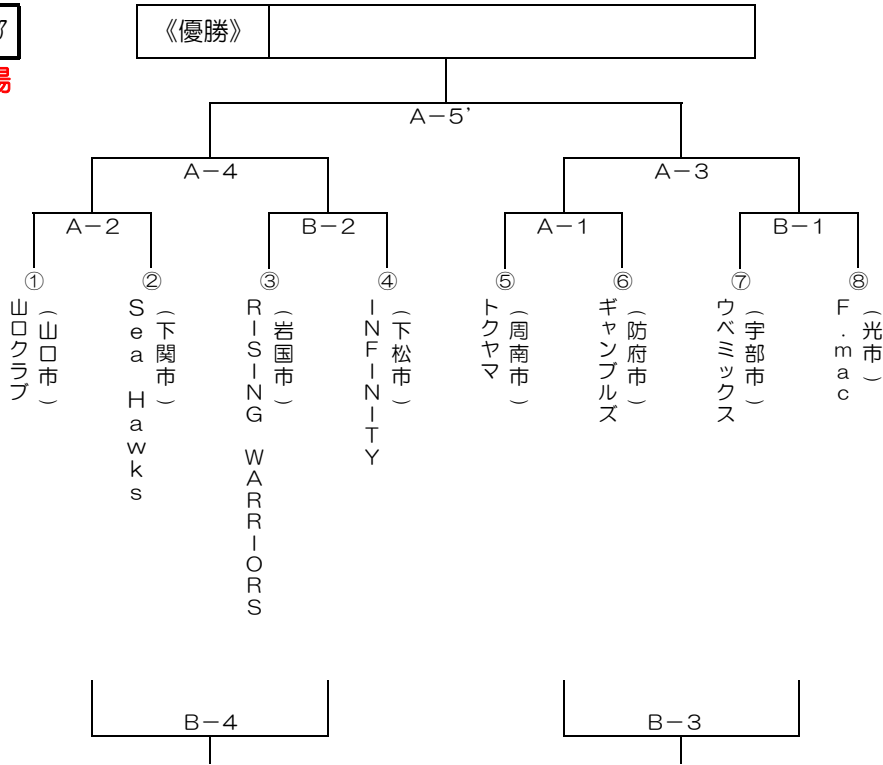 場
《優勝》
A-5'
A-4
A-3
A-2
B-2
A-1
B-1
①
②
③
④
⑤
⑥
⑦
⑧
山口クラブ
(山口市)
Sea Hawks
(下関市)
RISING WARRIORS
(岩国市)
INFINITY
(下松市)
トクヤマ
(周南市)
ギャンブルズ
(防府市)
ウベミックス
(宇部市)
F.mac
(光市)
B-4
B-3